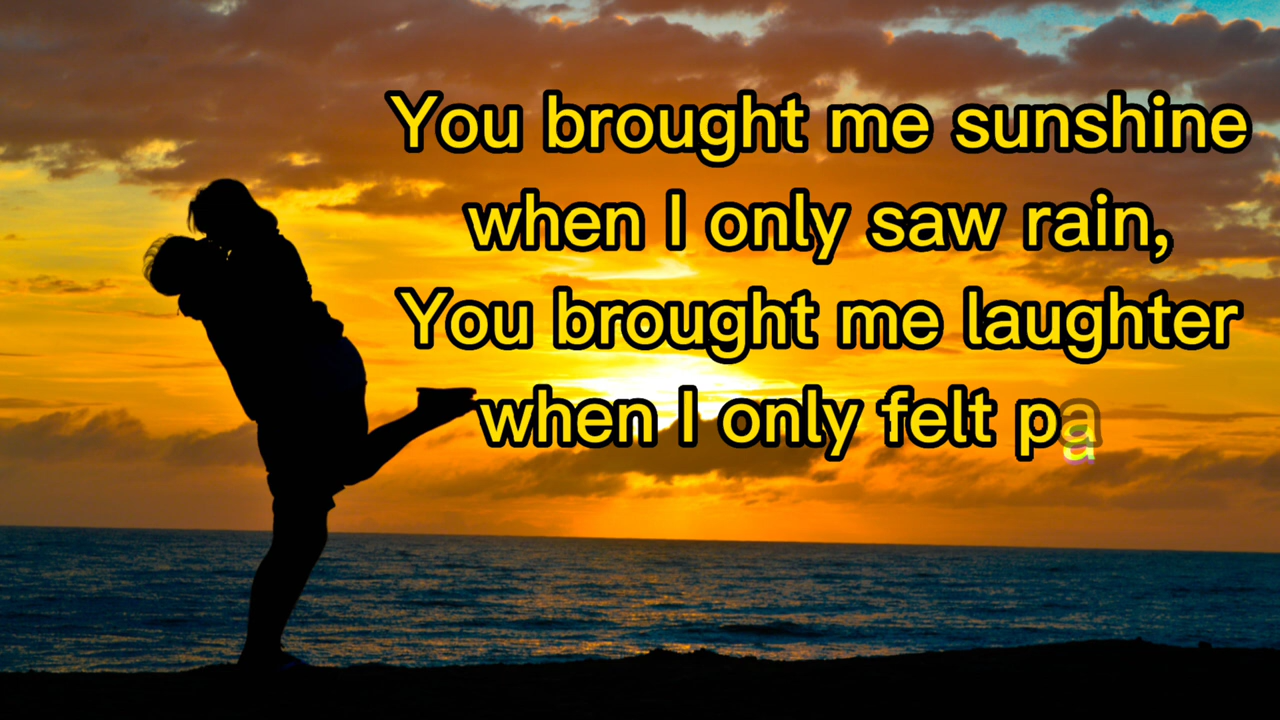 You brought me sunshine
when I only saw rain,
You brought me laughter
when I only felt pa